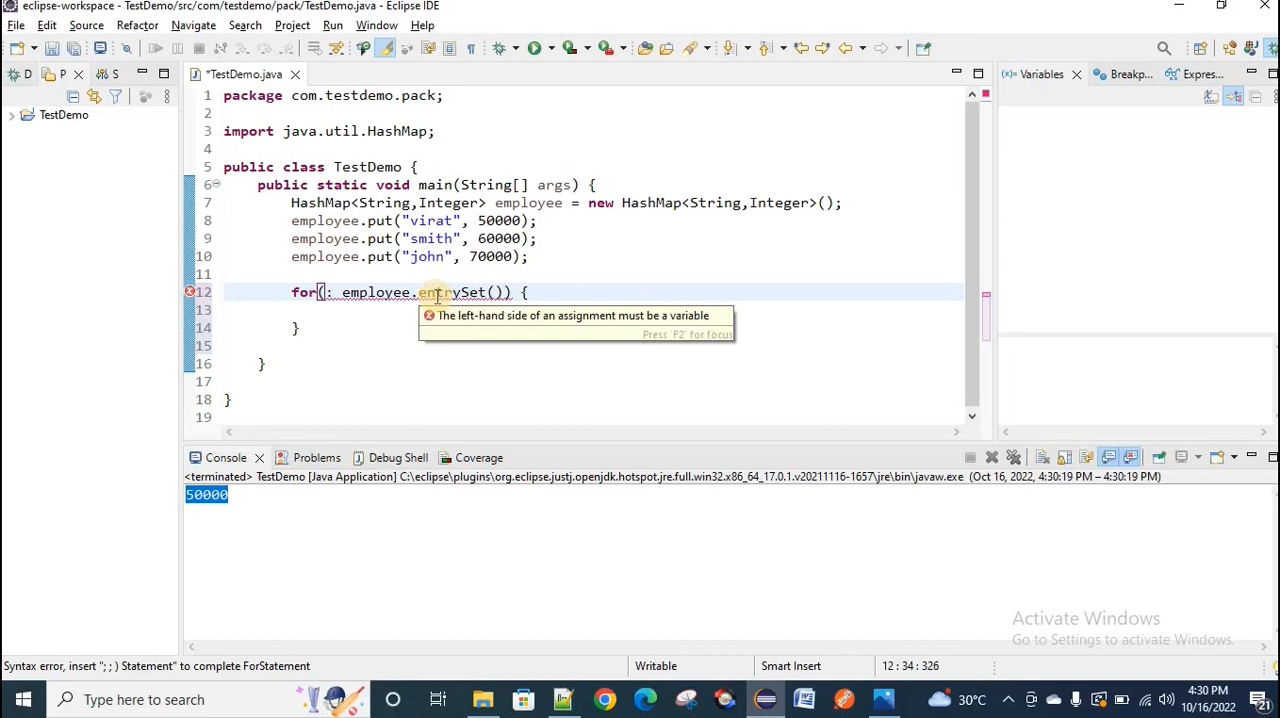 eclipse-workspace - TestDemo/src/com/testdemo/pack/TestDemo.java - Eclipse IDE
File Edit Source Refactor Navigate Search Project Run Window Help
D P S *TestDemo.java (x)= Variables Breakp... Expres...
TestDemo
1 package com.testdemo.pack;
2
3 import java.util.HashMap;
4
5 public class TestDemo {
6 public static void main(String[] args) {
7 HashMap<String,Integer> employee = new HashMap<String,Integer>();
8 employee.put("virat", 50000);
9 employee.put("smith", 60000);
10 employee.put("john", 70000);
11
12 for(: employee.entrySet()) {
13
The left-hand side of an assignment must be a variable
14 }
Press 'F2' for focus
15
16 }
17
18 }
19
Console Problems Debug Shell Coverage
<terminated> TestDemo [Java Application] C:\eclipse\plugins\org.eclipse.justj.openjdk.hotspot.jre.full.win32.x86_64_17.0.1.v20211116-1657\jre\bin\javaw.exe (Oct 16, 2022, 4:30:19 PM – 4:30:19 PM)
50000
Activate Windows
Go to Settings to activate Windows.
Syntax error, insert ";; ) Statement" to complete ForStatement Writable Smart Insert 12 : 34 : 326
Type here to search 30°C 4:30 PM
10/16/2022 21